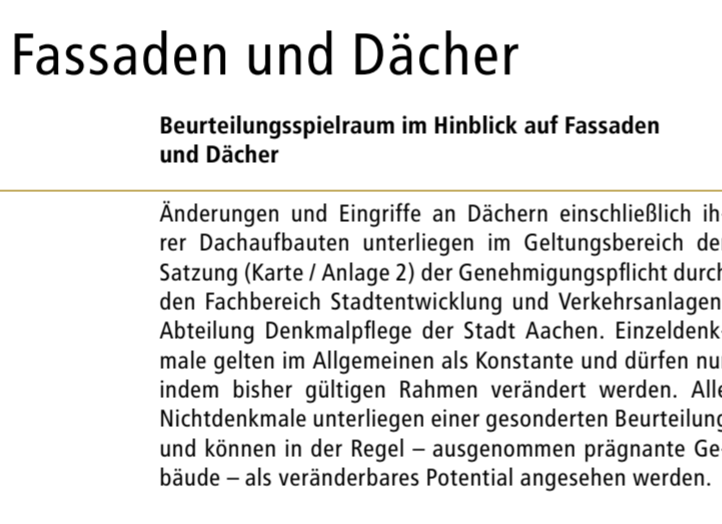 Fassaden und Dächer
Beurteilungsspielraum im Hinblick auf Fassaden
und Dächer
Änderungen und Eingriffe an Dächern einschließlich ih-
rer Dachaufbauten unterliegen im Geltungsbereich der
Satzung (Karte / Anlage 2) der Genehmigungspflicht durch
den Fachbereich Stadtentwicklung und Verkehrsanlagen
Abteilung Denkmalpflege der Stadt Aachen. Einzeldenk-
male gelten im Allgemeinen als Konstante und dürfen nur
indem bisher gültigen Rahmen verändert werden. Alle
Nichtdenkmale unterliegen einer gesonderten Beurteilung
und können in der Regel – ausgenommen prägnante Ge-
bäude – als veränderbares Potential angesehen werden.